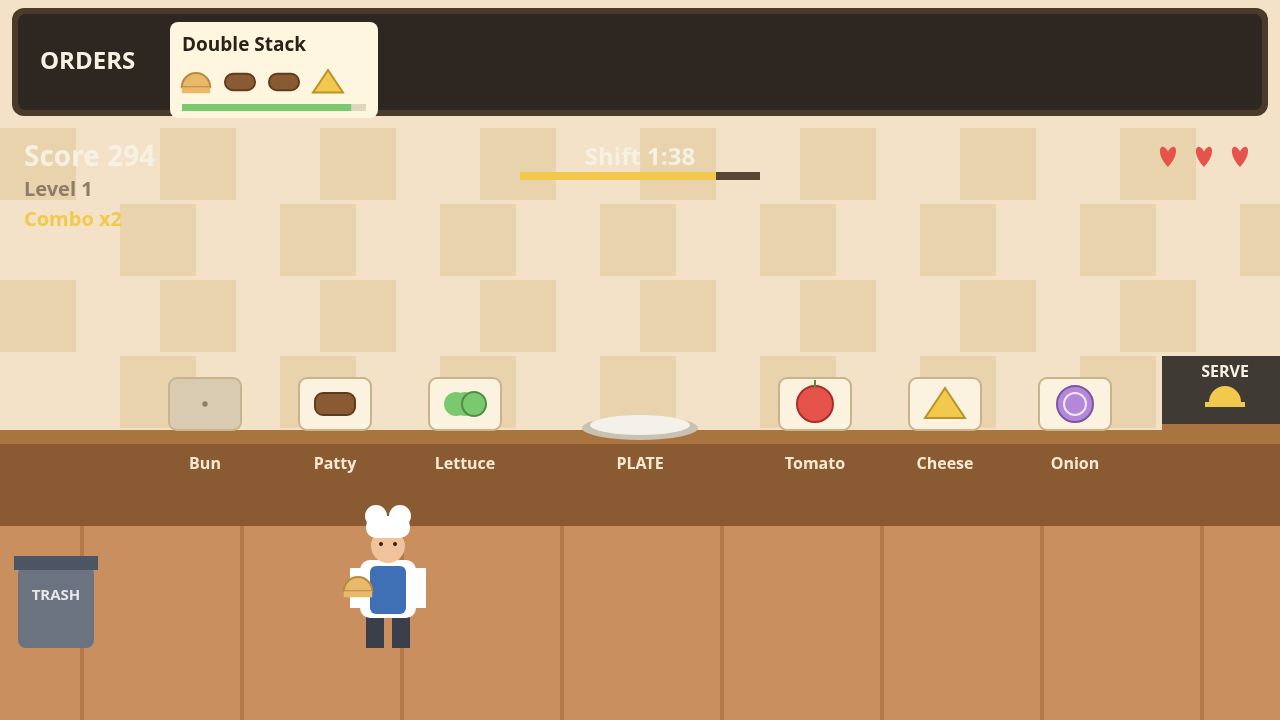 ORDERS
Double Stack
Score 294
Level 1
Combo x2
Shift 1:38
SERVE
Bun
Patty
Lettuce
PLATE
Tomato
Cheese
Onion
TRASH